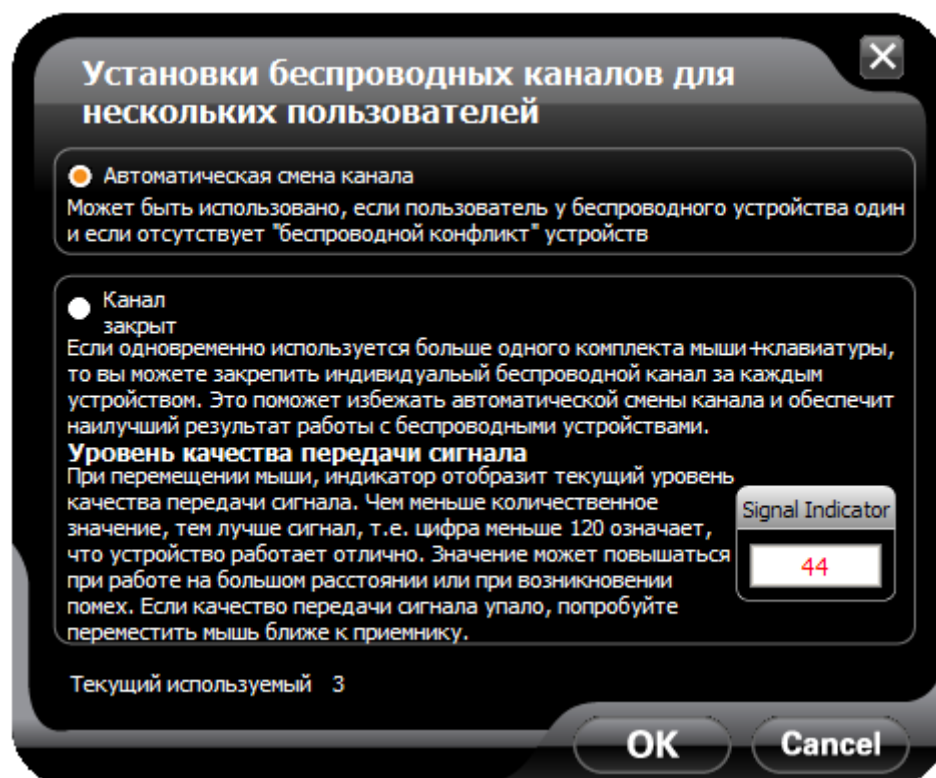 Установки беспроводных каналов для
нескольких пользователей
Автоматическая смена канала
Может быть использовано, если пользователь у беспроводного устройства один
и если отсутствует "беспроводной конфликт" устройств
Канал
закрыт
Если одновременно используется больше одного комплекта мыши+клавиатуры,
то вы можете закрепить индивидуальый беспроводной канал за каждым
устройством. Это поможет избежать автоматической смены канала и обеспечит
наилучший результат работы с беспроводными устройствами.
Уровень качества передачи сигнала
При перемещении мыши, индикатор отобразит текущий уровень
качества передачи сигнала. Чем меньше количественное
значение, тем лучше сигнал, т.е. цифра меньше 120 означает,
что устройство работает отлично. Значение может повышаться
при работе на большом расстоянии или при возникновении
помех. Если качество передачи сигнала упало, попробуйте
переместить мышь ближе к приемнику.
Signal Indicator
44
Текущий используемый 3
OK
Cancel